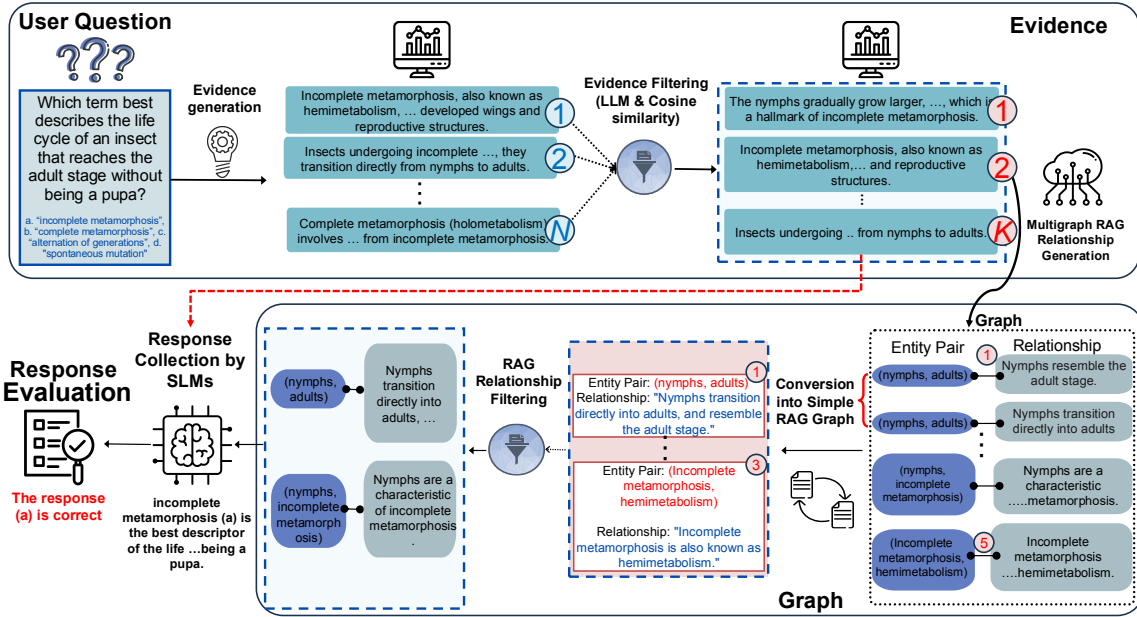 User Question
Evidence
Which term best
describes the life
cycle of an insect
that reaches the
adult stage without
being a pupa?
a. "incomplete metamorphosis",
b. "complete metamorphosis", c.
"alternation of generations", d.
"spontaneous mutation"
Evidence
generation
Incomplete metamorphosis, also known as
hemimetabolism, … developed wings and
reproductive structures.
1
Insects undergoing incomplete …, they
transition directly from nymphs to adults.
2
Complete metamorphosis (holometabolism)
involves … from incomplete metamorphosis.
N
Evidence Filtering
(LLM & Cosine
similarity)
The nymphs gradually grow larger, …, which is
a hallmark of incomplete metamorphosis.
1
Incomplete metamorphosis, also known as
hemimetabolism,… and reproductive
structures.
2
Insects undergoing .. from nymphs to adults.
K
Multigraph RAG
Relationship
Generation
Graph
Entity Pair
Relationship
1
(nymphs, adults)
Nymphs resemble the
adult stage.
(nymphs, adults)
Nymphs transition
directly into adults
(nymphs,
incomplete
metamorphosis)
Nymphs are a
characteristic
…..metamorphosis.
(Incomplete
metamorphosis,
hemimetabolism)
5
Incomplete
metamorphosis
….hemimetabolism.
Conversion
into Simple
RAG Graph
1
Entity Pair: (nymphs, adults)
Relationship: "Nymphs transition
directly into adults, and resemble
the adult stage."
3
Entity Pair: (Incomplete
metamorphosis,
hemimetabolism)
Relationship: "Incomplete
metamorphosis is also known as
hemimetabolism."
RAG
Relationship
Filtering
(nymphs,
adults)
Nymphs
transition
directly into
adults, …
(nymphs,
incomplete
metamorph
osis)
Nymphs are a
characteristic
of incomplete
metamorphosis
.
Graph
Response
Collection by
SLMs
incomplete
metamorphosis (a) is
the best descriptor
of the life …being a
pupa.
Response
Evaluation
The response
(a) is correct